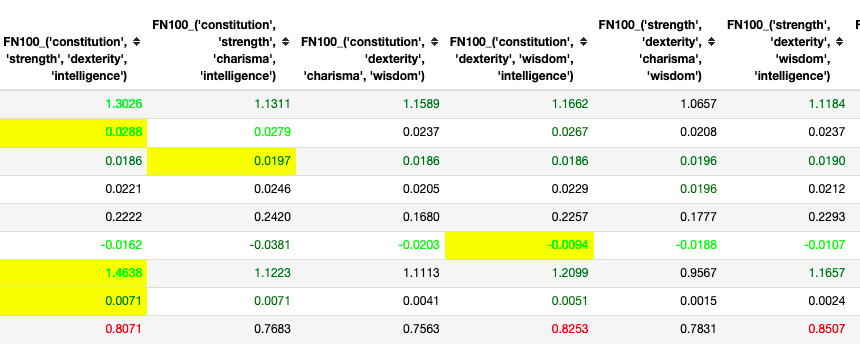 FN100_('constitution', 'strength', 'dexterity', 'intelligence') FN100_('constitution', 'strength', 'charisma', 'intelligence') FN100_('constitution', 'dexterity', 'charisma', 'wisdom') FN100_('constitution', 'dexterity', 'wisdom', 'intelligence') FN100_('strength', 'dexterity', 'charisma', 'wisdom') FN100_('strength', 'dexterity', 'wisdom', 'intelligence')
1.3026 1.1311 1.1589 1.1662 1.0657 1.1184
0.0288 0.0279 0.0237 0.0267 0.0208 0.0237
0.0186 0.0197 0.0186 0.0186 0.0196 0.0190
0.0221 0.0246 0.0205 0.0229 0.0196 0.0212
0.2222 0.2420 0.1680 0.2257 0.1777 0.2293
-0.0162 -0.0381 -0.0203 -0.0094 -0.0188 -0.0107
1.4638 1.1223 1.1113 1.2099 0.9567 1.1657
0.0071 0.0071 0.0041 0.0051 0.0015 0.0024
0.8071 0.7683 0.7563 0.8253 0.7831 0.8507